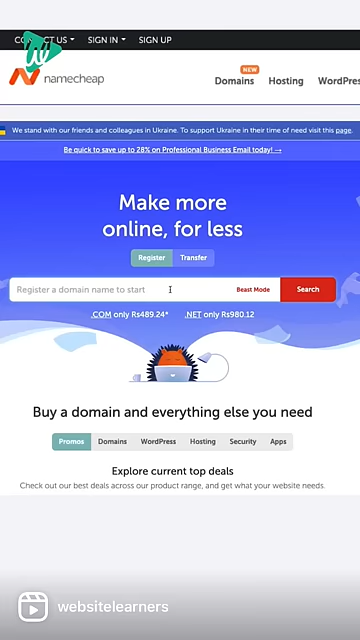 CONTACT US SIGN IN SIGN UP
namecheap
NEW
Domains Hosting WordPres
We stand with our friends and colleagues in Ukraine. To support Ukraine in their time of need visit this page.
Be quick to save up to 28% on Professional Business Email today! →
Make more
online, for less
Register Transfer
Register a domain name to start Beast Mode Search
.COM only Rs489.24* .NET only Rs980.12
Buy a domain and everything else you need
Promos Domains WordPress Hosting Security Apps
Explore current top deals
Check out our best deals across our product range, and get what your website needs.
websitelearners